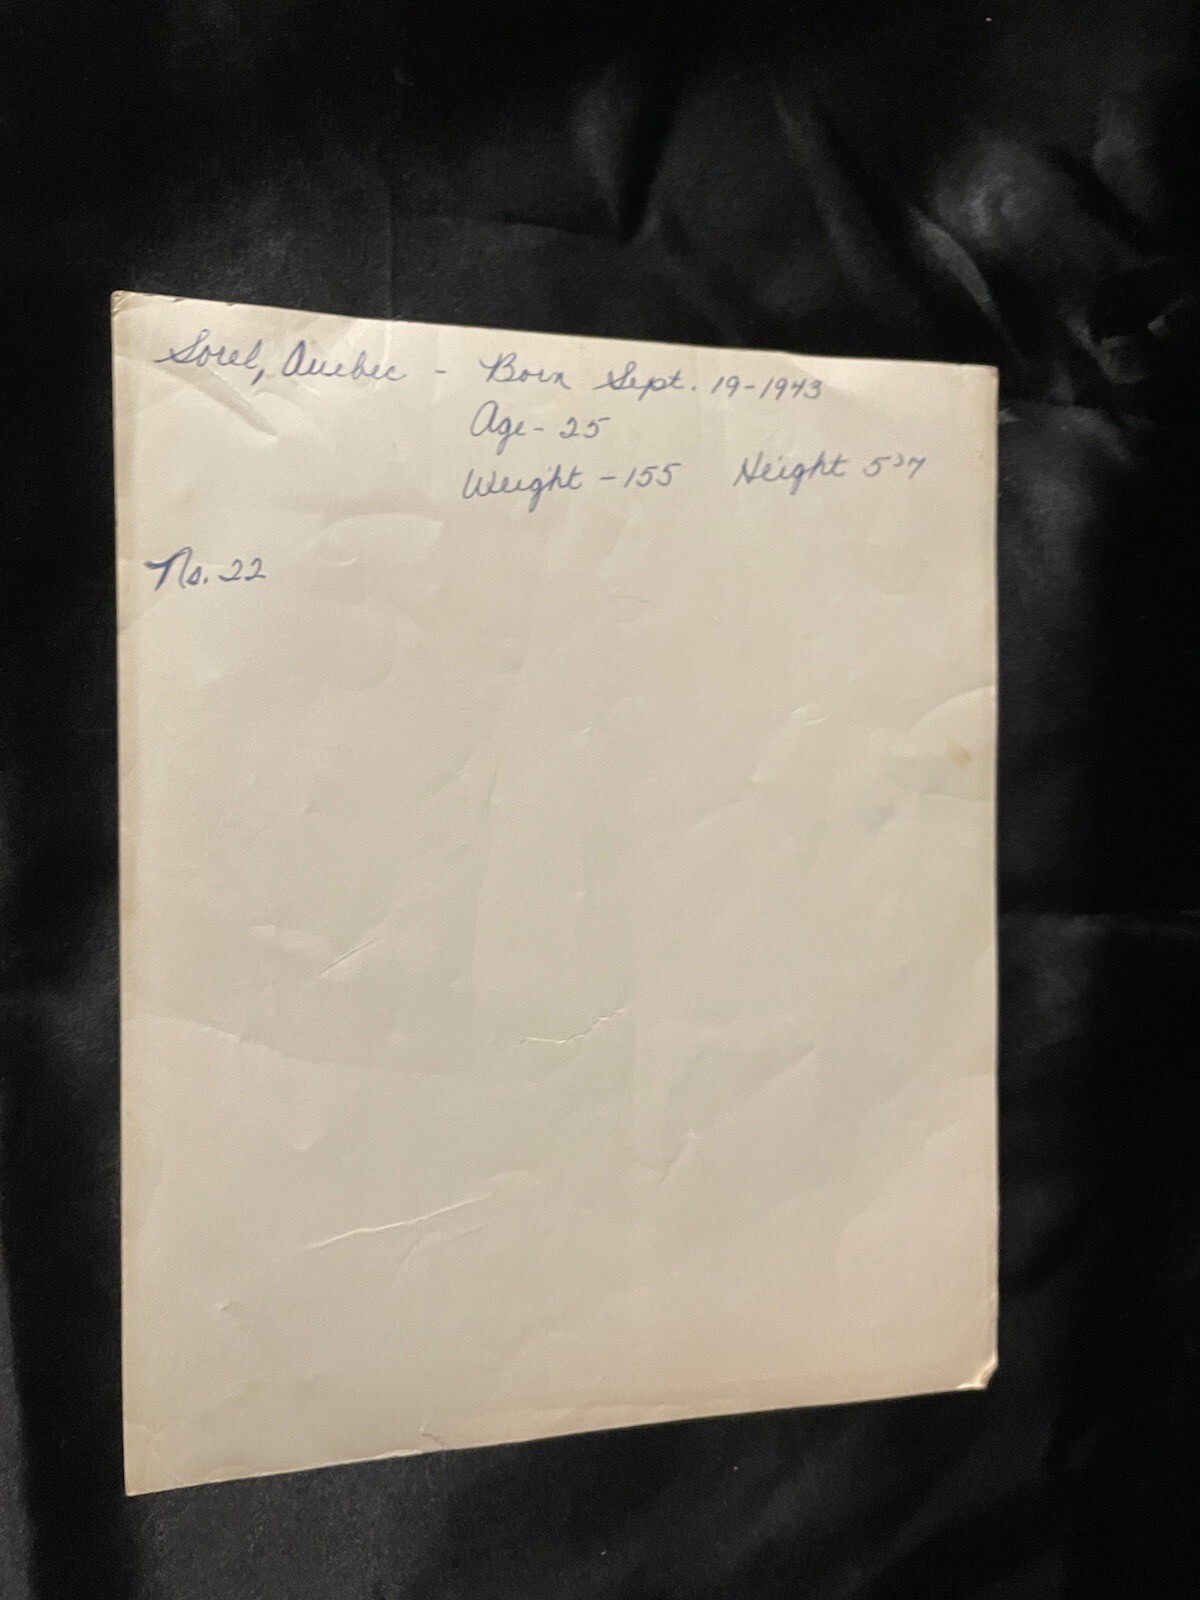 Sorel, Quebec - Born Sept. 19-1943
Age - 25
Weight - 155 Height 5'7
No. 22